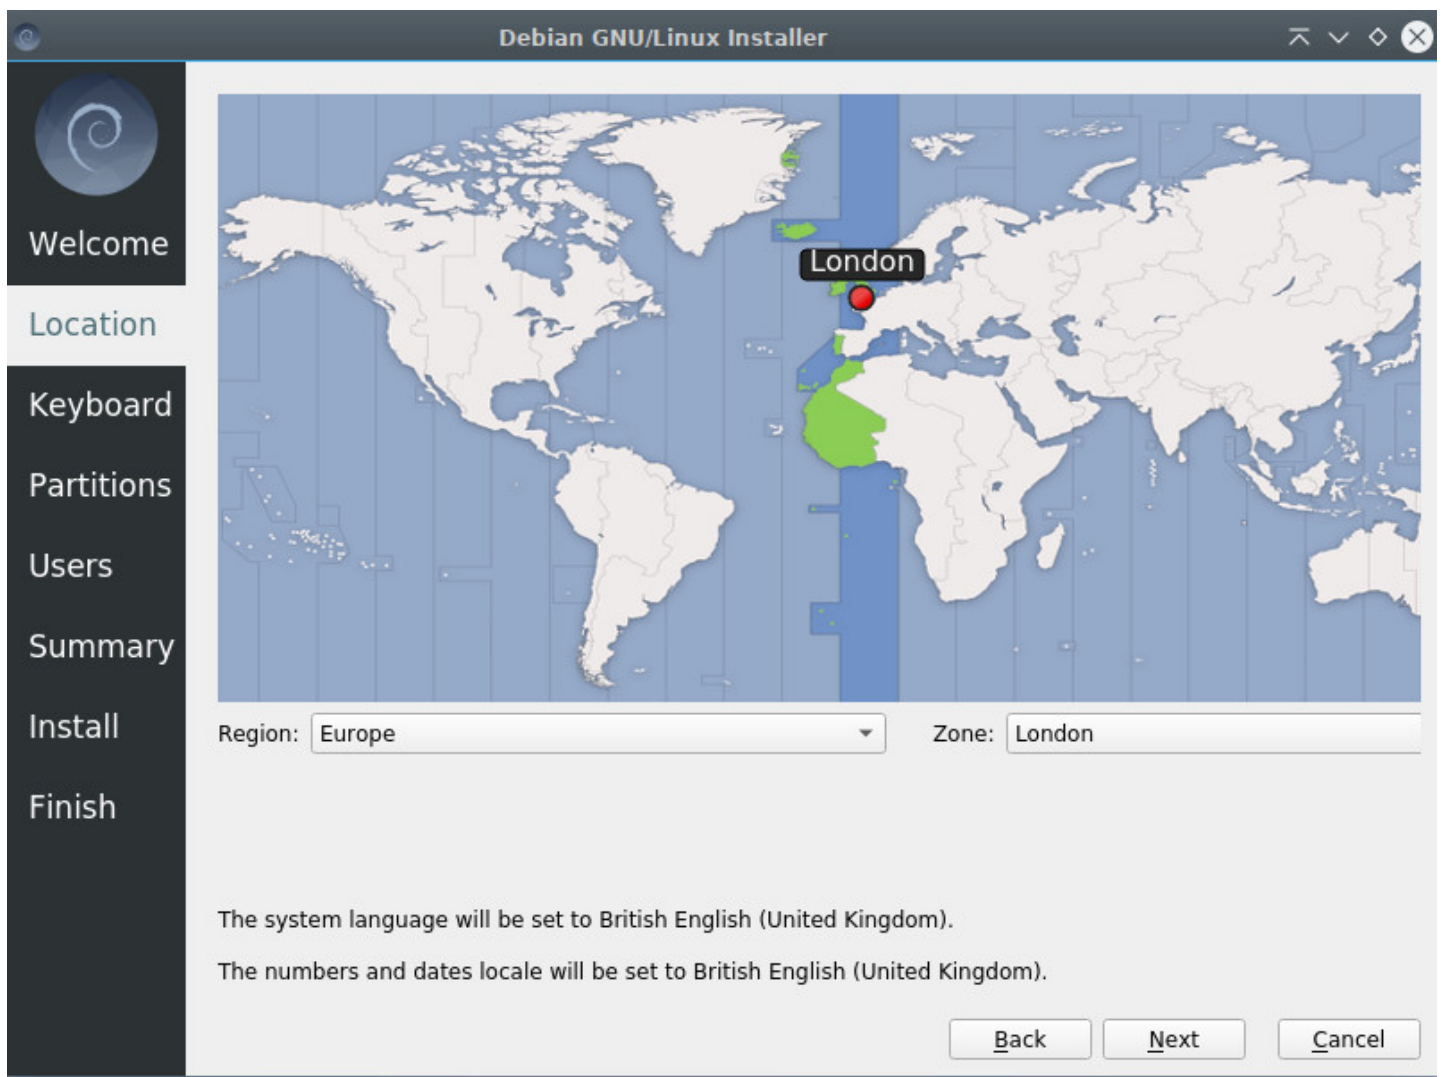 Debian GNU/Linux Installer
Welcome
Location
Keyboard
Partitions
Users
Summary
Install
Finish
London
Region: Europe Zone: London
The system language will be set to British English (United Kingdom).
The numbers and dates locale will be set to British English (United Kingdom).
Back Next Cancel